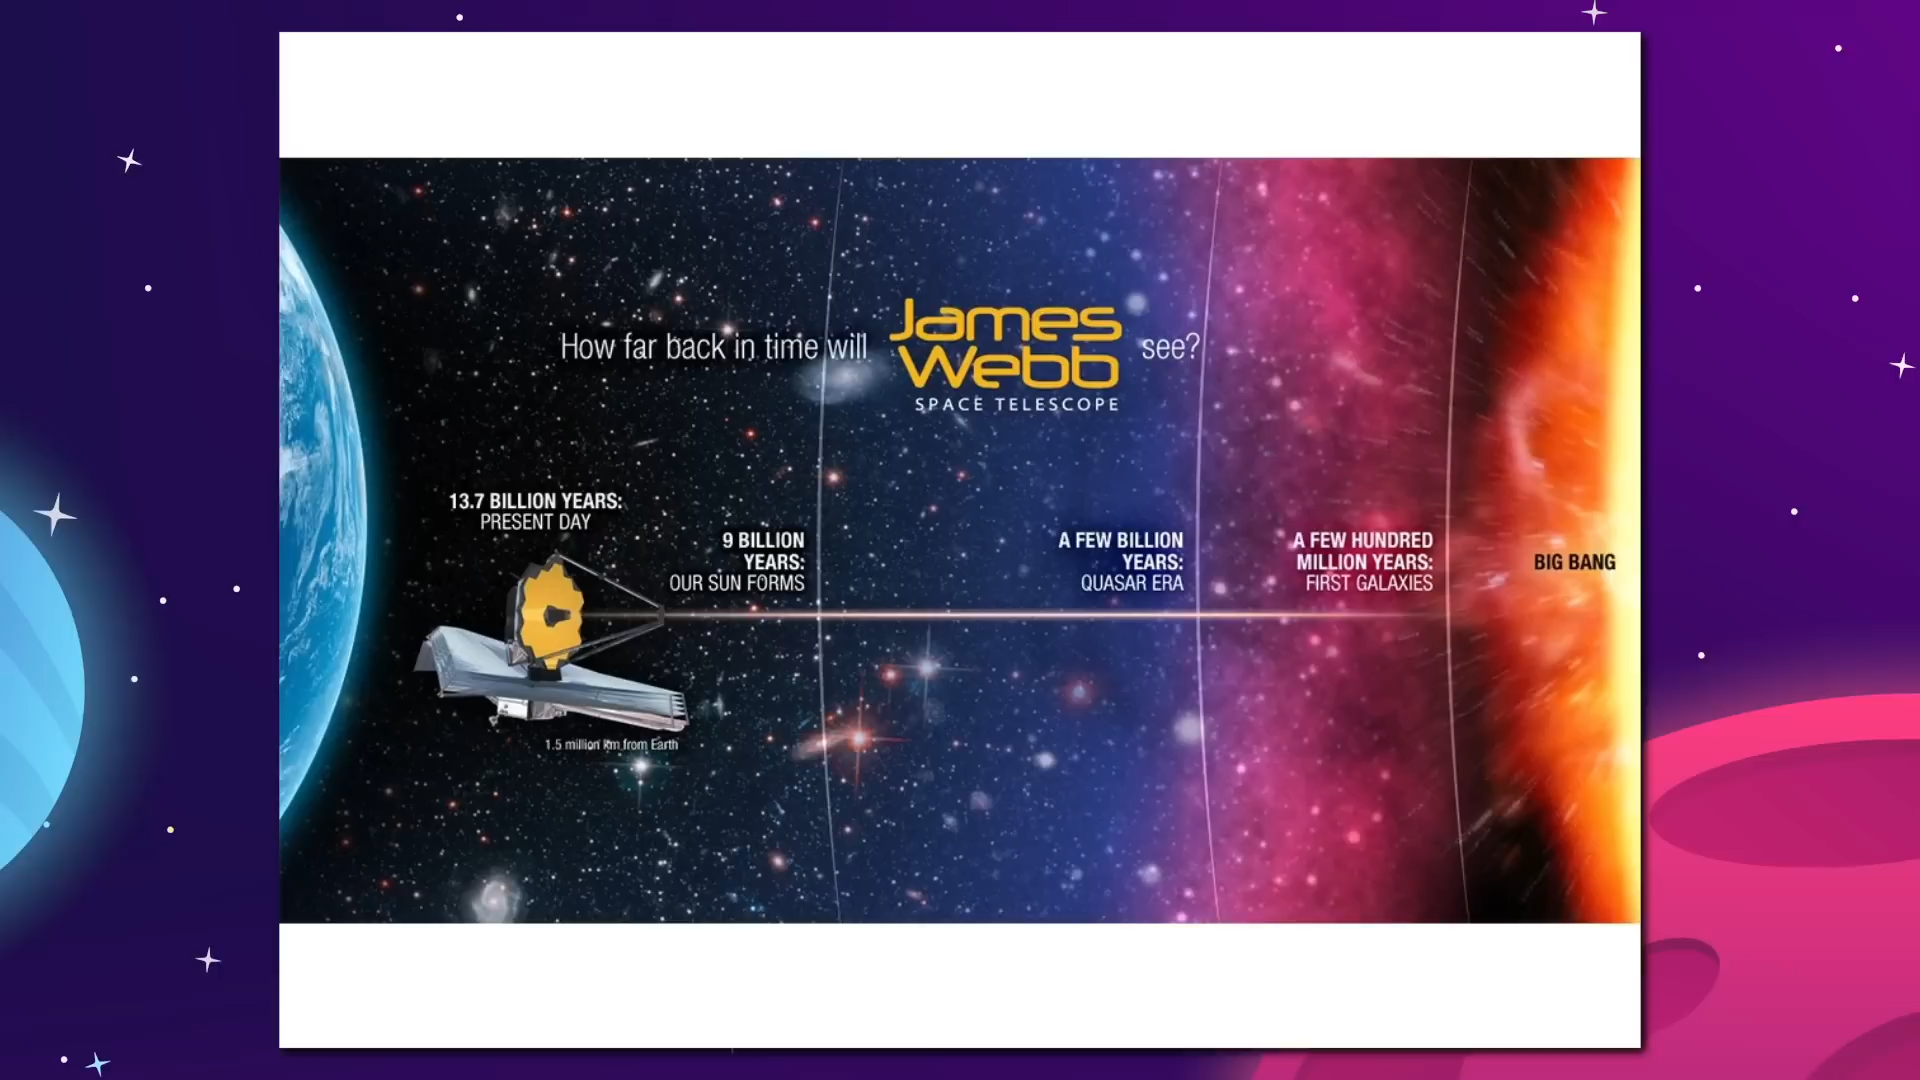 How far back in time will James Webb see?
SPACE TELESCOPE
13.7 BILLION YEARS:
PRESENT DAY
9 BILLION
YEARS:
OUR SUN FORMS
A FEW BILLION
YEARS:
QUASAR ERA
A FEW HUNDRED
MILLION YEARS:
FIRST GALAXIES
BIG BANG
1.5 million km from Earth